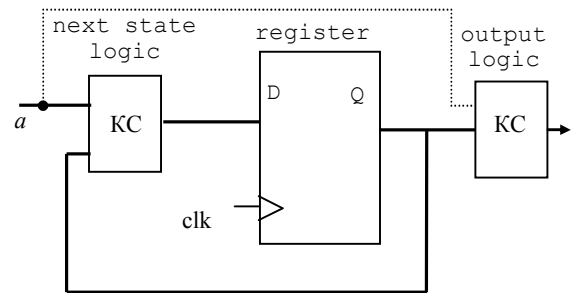 next state
logic
register
output
logic
a
КС
D
Q
КС
clk